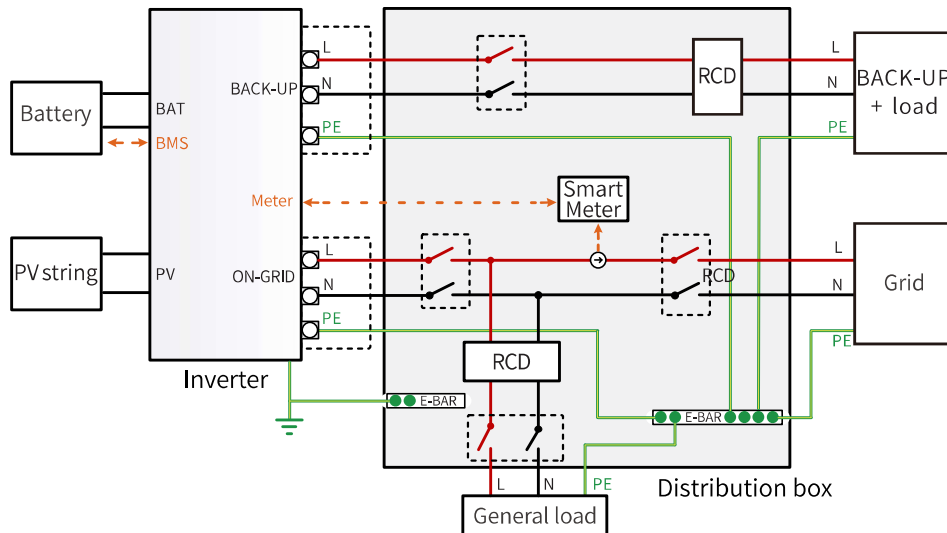 L
L
RCD
BACK-UP
+ load
BACK-UP
N
N
Battery
BAT
PE
PE
BMS
Smart
Meter
Meter
L
L
PV string
PV
ON-GRID
RCD
Grid
N
N
PE
PE
RCD
Inverter
E-BAR
E-BAR
L
N
PE
Distribution box
General load